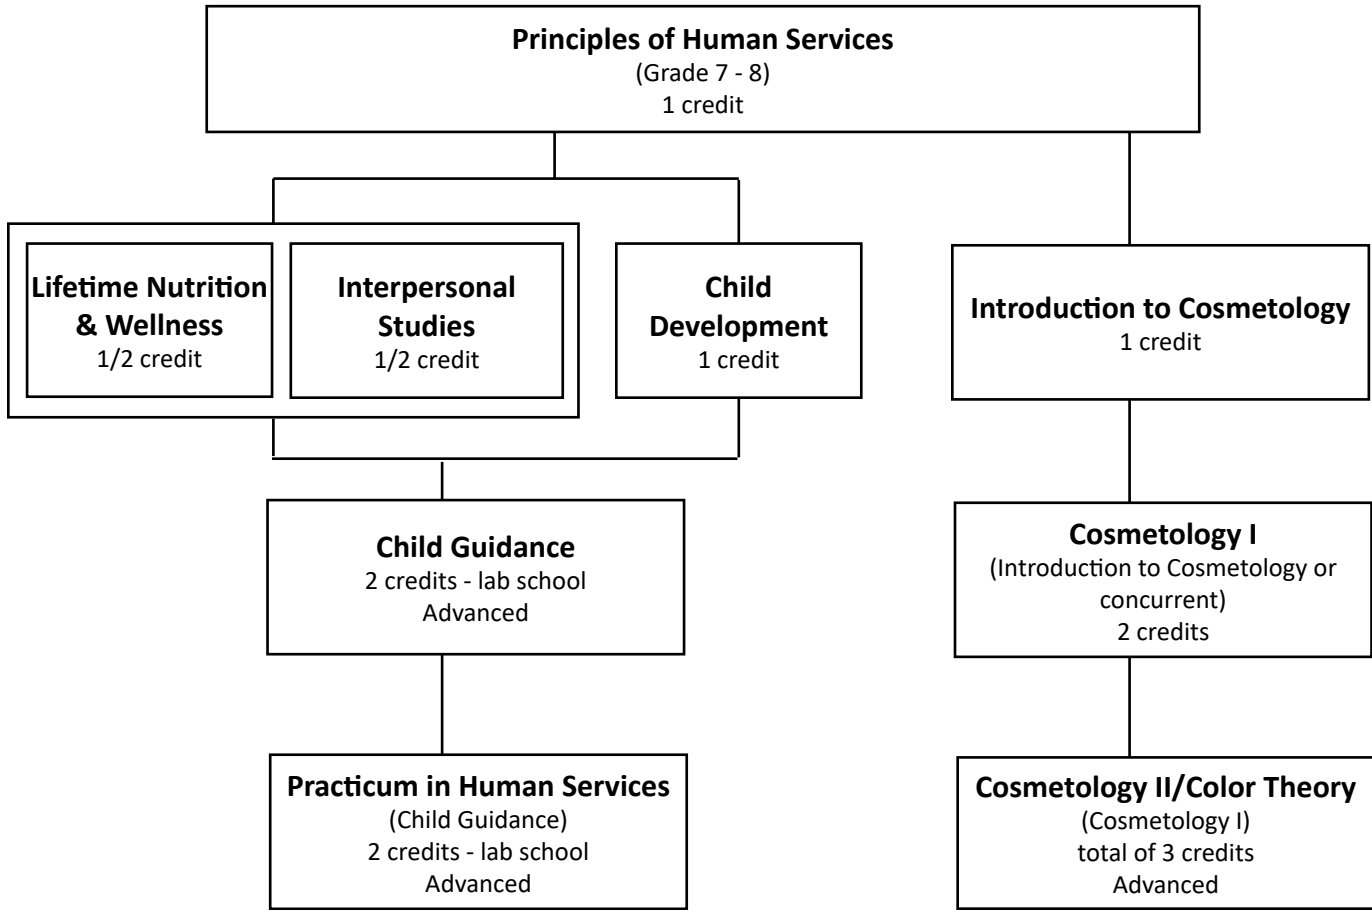 Principles of Human Services
(Grade 7 - 8)
1 credit
Lifetime Nutrition
& Wellness
1/2 credit
Interpersonal
Studies
1/2 credit
Child
Development
1 credit
Introduction to Cosmetology
1 credit
Child Guidance
2 credits - lab school
Advanced
Cosmetology I
(Introduction to Cosmetology or
concurrent)
2 credits
Practicum in Human Services
(Child Guidance)
2 credits - lab school
Advanced
Cosmetology II/Color Theory
(Cosmetology I)
total of 3 credits
Advanced